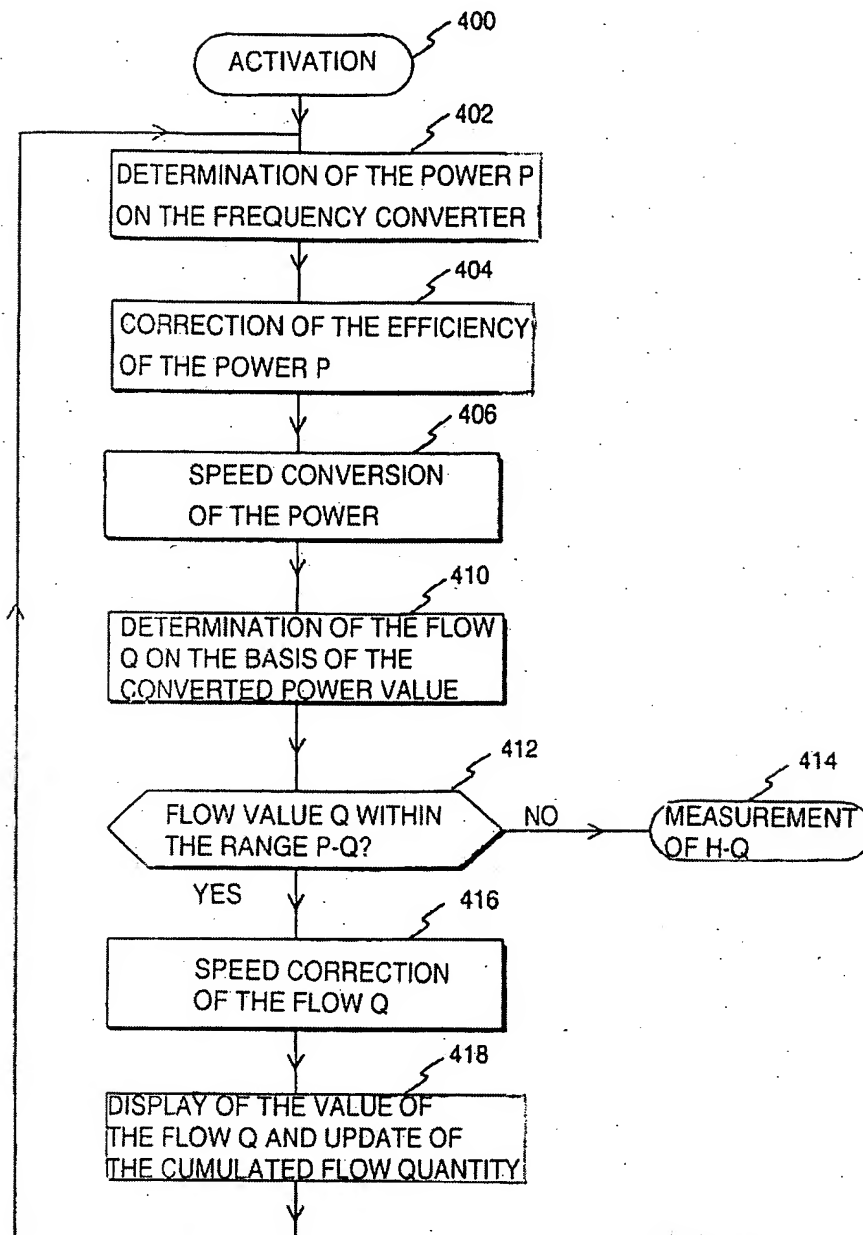 400
ACTIVATION
402
DETERMINATION OF THE POWER P
ON THE FREQUENCY CONVERTER
404
CORRECTION OF THE EFFICIENCY
OF THE POWER P
406
SPEED CONVERSION
OF THE POWER
410
DETERMINATION OF THE FLOW
Q ON THE BASIS OF THE
CONVERTED POWER VALUE
412
FLOW VALUE Q WITHIN
THE RANGE P-Q?
NO
414
MEASUREMENT
OF H-Q
YES
416
SPEED CORRECTION
OF THE FLOW Q
418
DISPLAY OF THE VALUE OF
THE FLOW Q AND UPDATE OF
THE CUMULATED FLOW QUANTITY